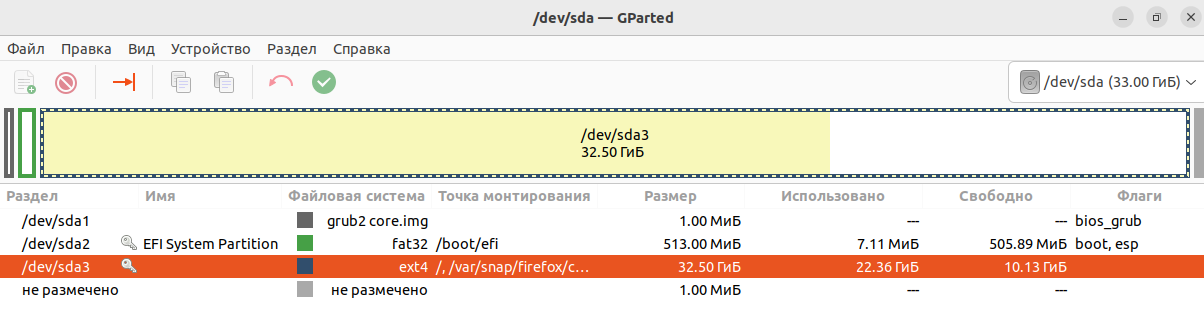 /dev/sda — GParted
Файл Правка Вид Устройство Раздел Справка
/dev/sda (33.00 ГиБ)
/dev/sda3
32.50 ГиБ
Раздел Имя Файловая система Точка монтирования Размер Использовано Свободно Флаги
/dev/sda1 grub2 core.img 1.00 МиБ --- --- bios_grub
/dev/sda2 EFI System Partition fat32 /boot/efi 513.00 МиБ 7.11 МиБ 505.89 МиБ boot, esp
/dev/sda3 ext4 /, /var/snap/firefox/c... 32.50 ГиБ 22.36 ГиБ 10.13 ГиБ
не размечено не размечено 1.00 МиБ --- ---